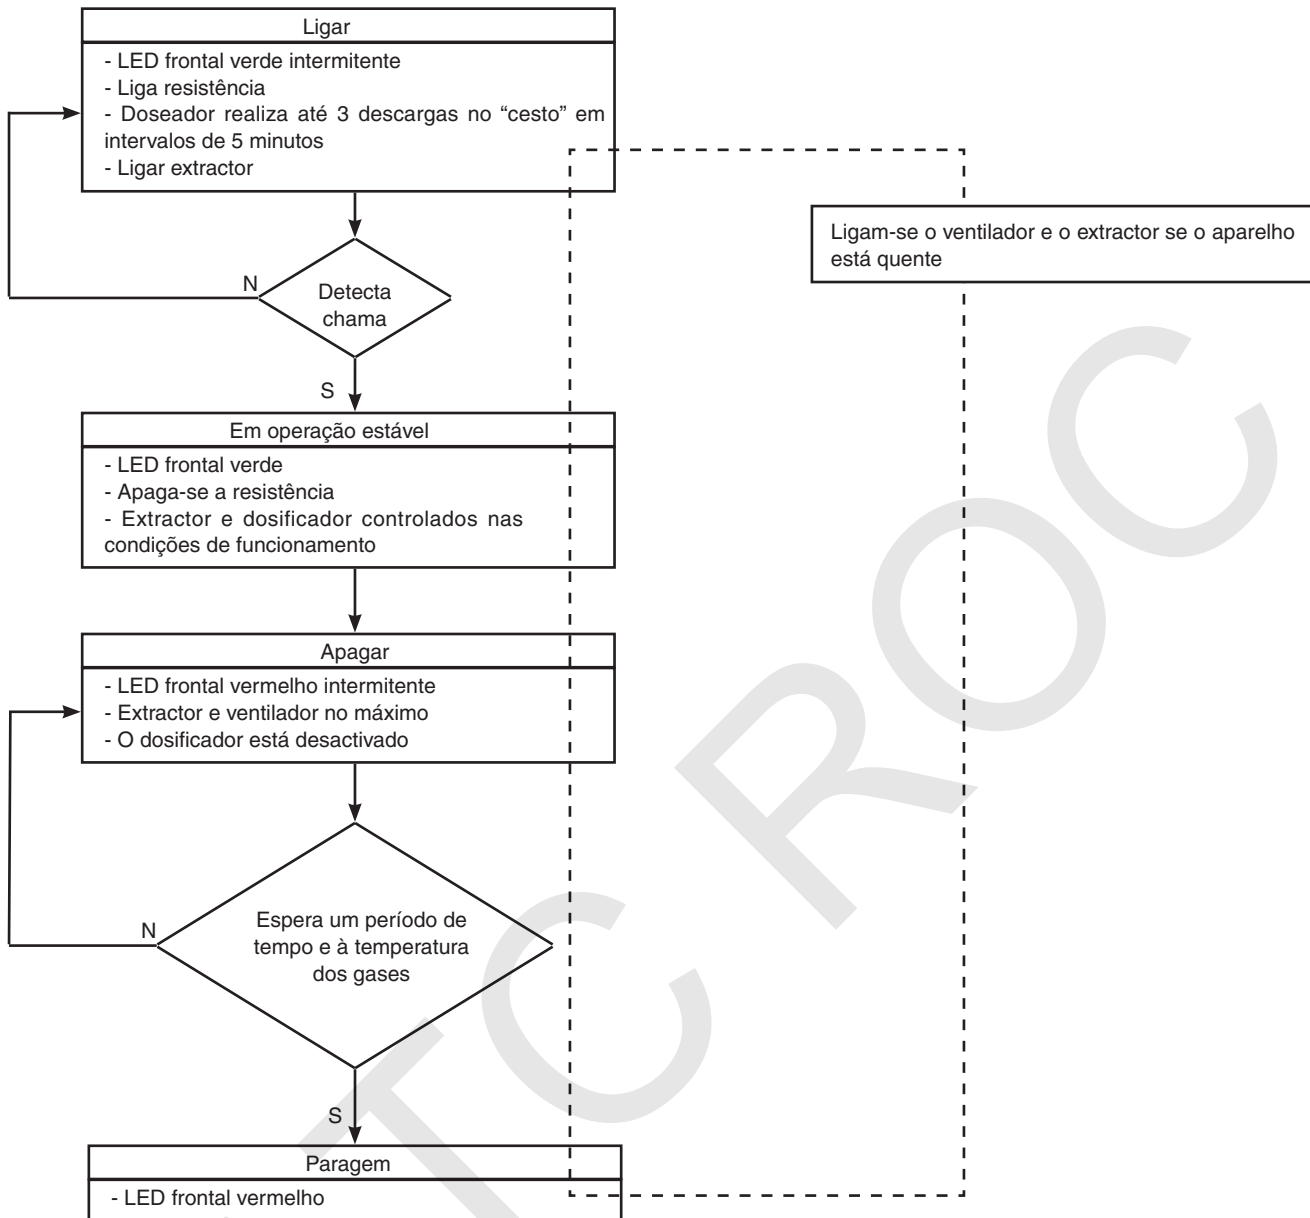 Ligar
- LED frontal verde intermitente
- Liga resistência
- Doseador realiza até 3 descargas no “cesto” em
intervalos de 5 minutos
- Ligar extractor
Ligam-se o ventilador e o extractor se o aparelho
está quente
N
Detecta
chama
S
Em operação estável
- LED frontal verde
- Apaga-se a resistência
- Extractor e dosificador controlados nas
condições de funcionamento
Apagar
- LED frontal vermelho intermitente
- Extractor e ventilador no máximo
- O dosificador está desactivado
N
Espera um período de
tempo e à temperatura
dos gases
S
Paragem
- LED frontal vermelho
TC ROC